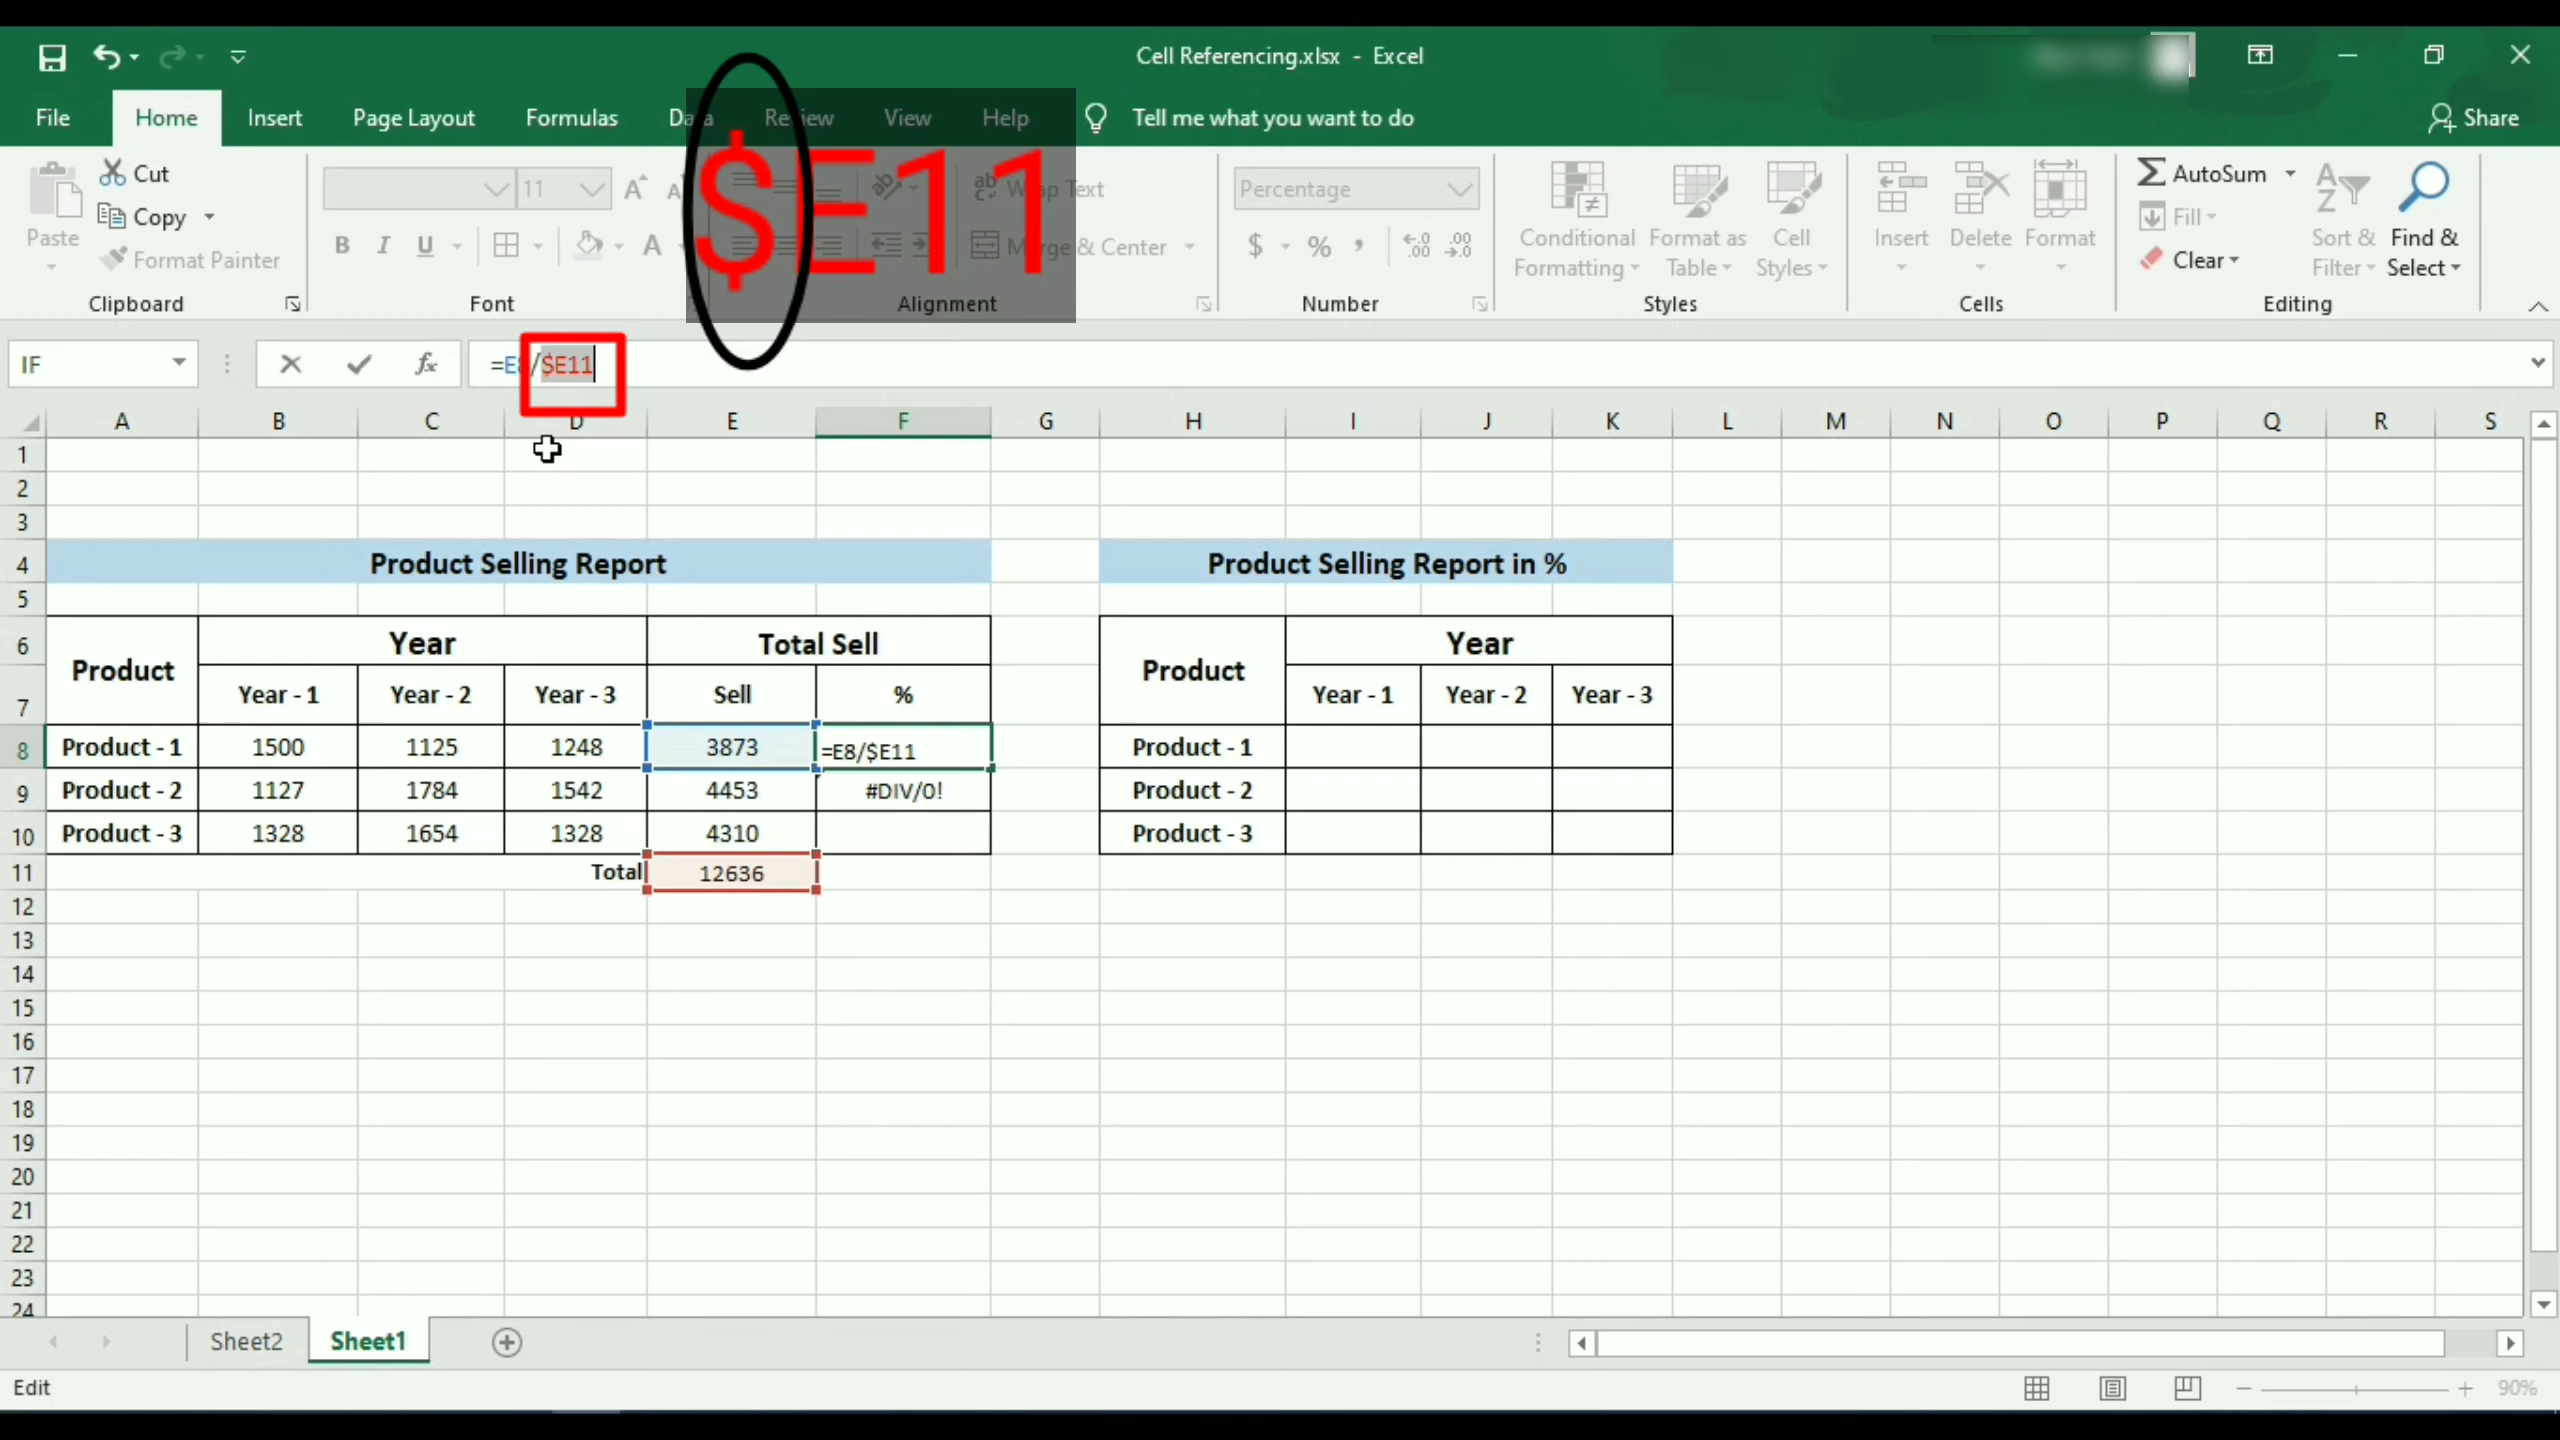 Cell Referencing.xlsx - Excel
File Home Insert Page Layout Formulas Data Review View Help Tell me what you want to do Share
$E11
Paste
Cut
Copy
Format Painter
Clipboard
11
B I U
Font
ab Wrap Text
Merge & Center
Alignment
Percentage
$ % ,
Number
Conditional Formatting
Format as Table
Cell Styles
Styles
Insert Delete Format
Cells
AutoSum
Fill
Clear
Sort & Filter
Find & Select
Editing
IF fx =E8/$E11
A B C D E F G H I J K L M N O P Q R S
1
2
3
4 Product Selling Report Product Selling Report in %
5
6 Product Year Total Sell Product Year
7 Year - 1 Year - 2 Year - 3 Sell % Year - 1 Year - 2 Year - 3
8 Product - 1 1500 1125 1248 3873 =E8/$E11 Product - 1
9 Product - 2 1127 1784 1542 4453 #DIV/0! Product - 2
10 Product - 3 1328 1654 1328 4310 Product - 3
11 Total 12636
12
13
14
15
16
17
18
19
20
21
22
23
24
Sheet2 Sheet1
Edit 90%